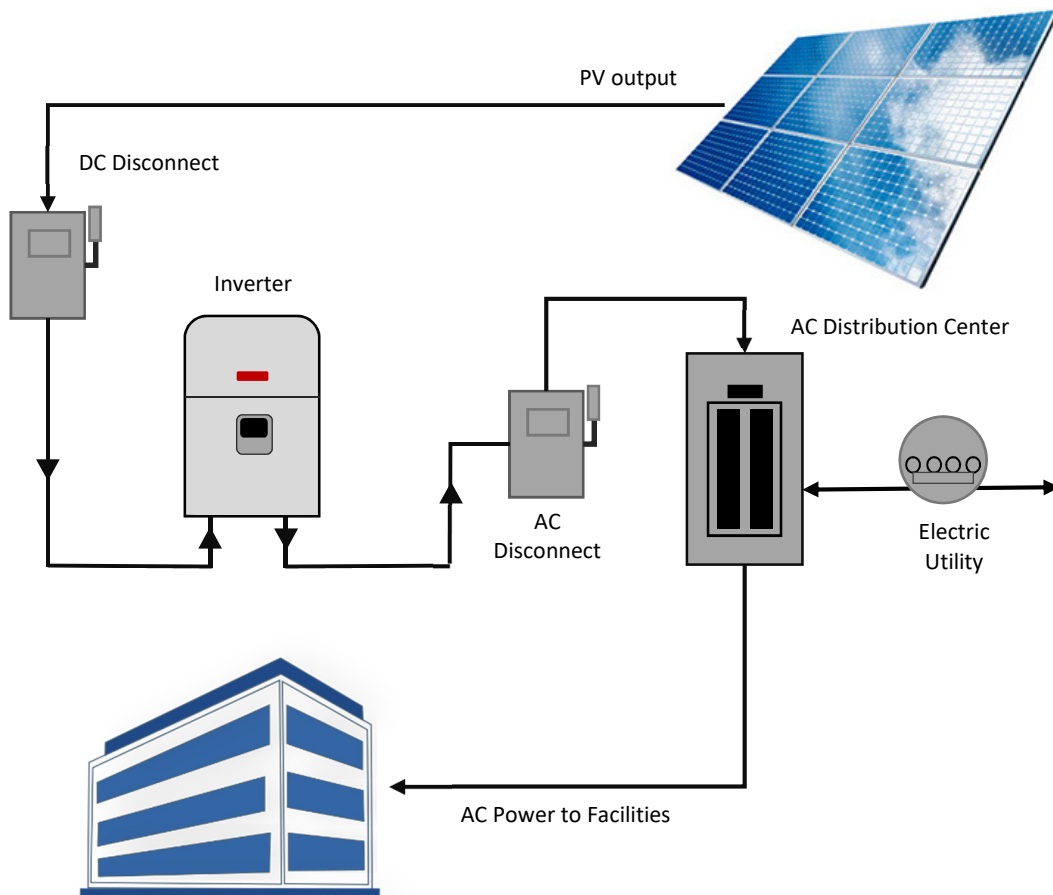 PV output
DC Disconnect
Inverter
AC Distribution Center
AC
Disconnect
Electric
Utility
AC Power to Facilities